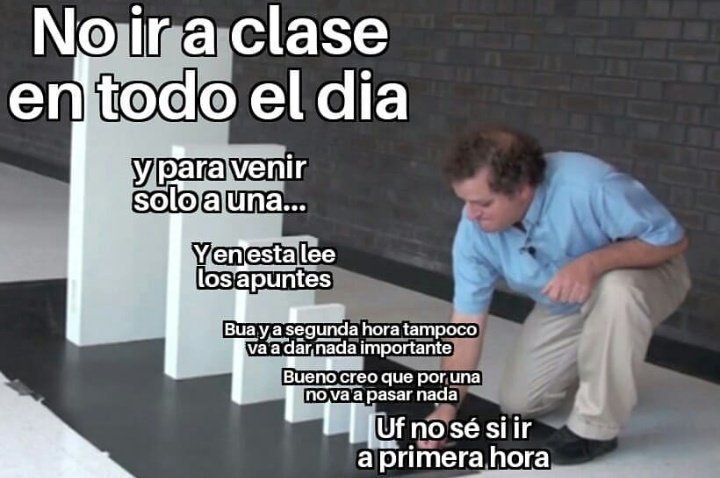 No ir a clase
en todo el dia
y para venir
solo a una...
Y en esta lee
los apuntes
Bua y a segunda hora tampoco
va a dar nada importante
Bueno creo que por una
no va a pasar nada
Uf no sé si ir
a primera hora